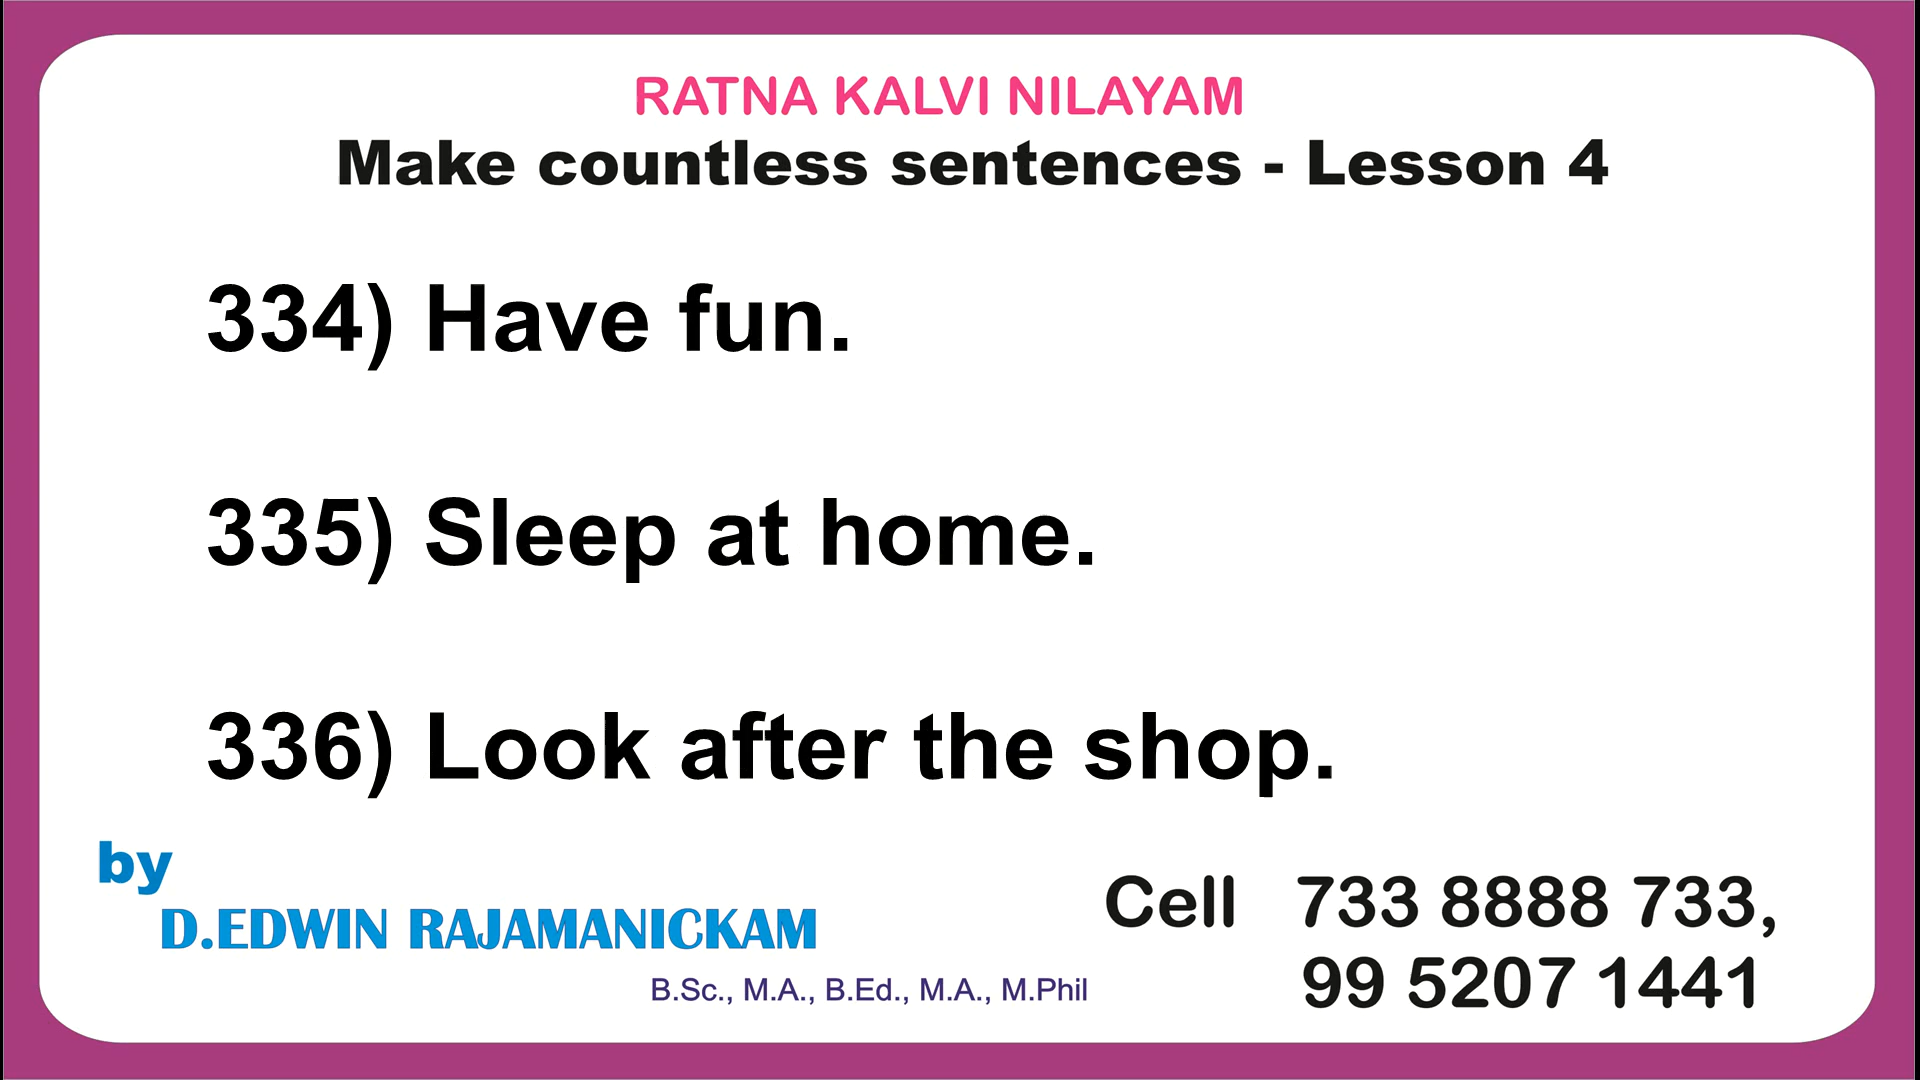 RATNA KALVI NILAYAM
Make countless sentences - Lesson 4
334) Have fun.
335) Sleep at home.
336) Look after the shop.
by
D.EDWIN RAJAMANICKAM
B.Sc., M.A., B.Ed., M.A., M.Phil
Cell 733 8888 733,
99 5207 1441